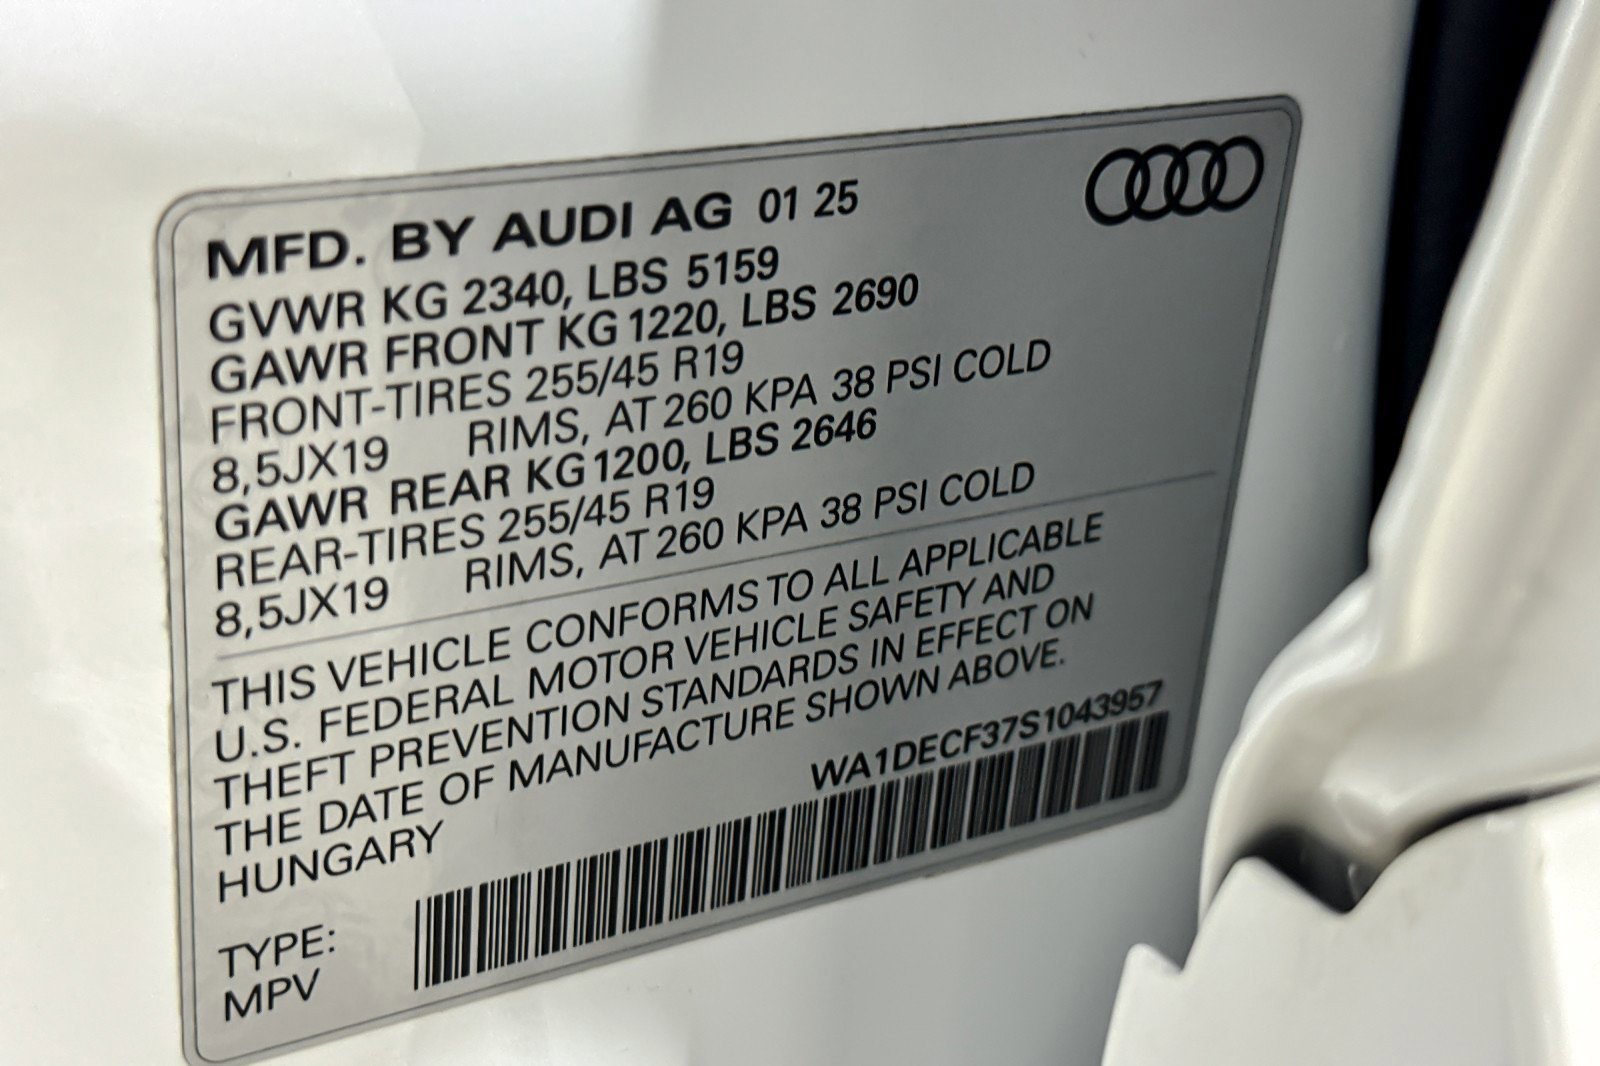 MFD. BY AUDI AG 01 25
GVWR KG 2340, LBS 5159
GAWR FRONT KG 1220, LBS 2690
FRONT-TIRES 255/45 R19
8,5JX19 RIMS, AT 260 KPA 38 PSI COLD
GAWR REAR KG 1200, LBS 2646
REAR-TIRES 255/45 R19
8,5JX19 RIMS, AT 260 KPA 38 PSI COLD
THIS VEHICLE CONFORMS TO ALL APPLICABLE
U.S. FEDERAL MOTOR VEHICLE SAFETY AND
THEFT PREVENTION STANDARDS IN EFFECT ON
THE DATE OF MANUFACTURE SHOWN ABOVE.
HUNGARY
WA1DECF37S1043957
TYPE:
MPV